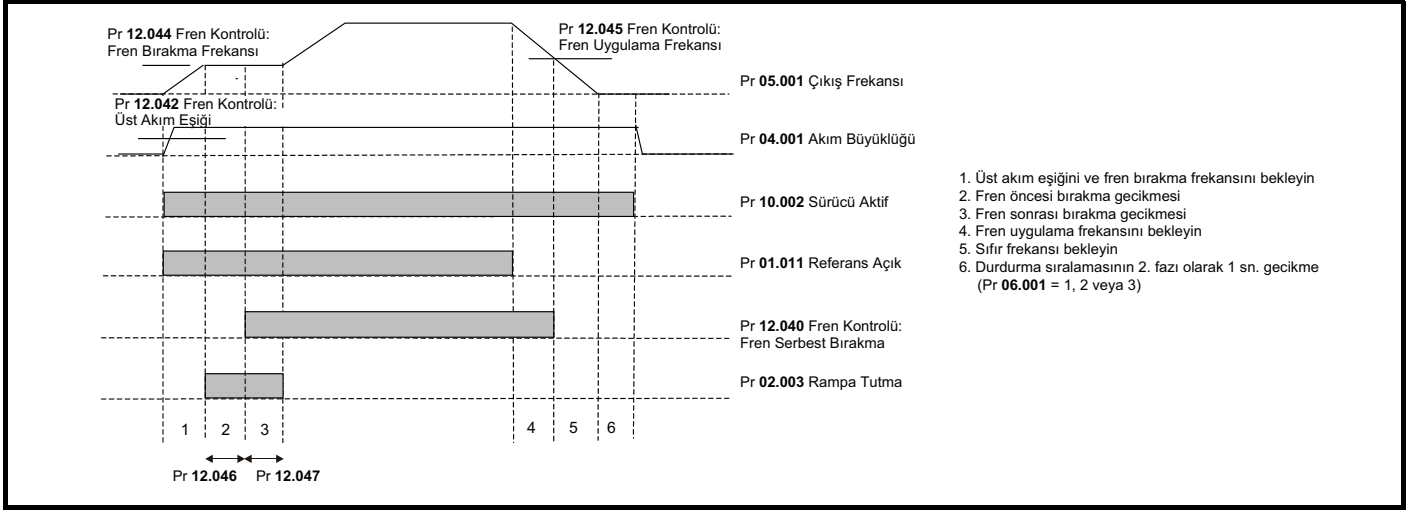 Pr 12.044 Fren Kontrolü:
Fren Bırakma Frekansı
Pr 12.045 Fren Kontrolü:
Fren Uygulama Frekansı
Pr 05.001 Çıkış Frekansı
Pr 12.042 Fren Kontrolü:
Üst Akım Eşiği
Pr 04.001 Akım Büyüklüğü
Pr 10.002 Sürücü Aktif
Pr 01.011 Referans Açık
Pr 12.040 Fren Kontrolü:
Fren Serbest Bırakma
Pr 02.003 Rampa Tutma
1 2 3 4 5 6
Pr 12.046 Pr 12.047
1. Üst akım eşiğini ve fren bırakma frekansını bekleyin
2. Fren öncesi bırakma gecikmesi
3. Fren sonrası bırakma gecikmesi
4. Fren uygulama frekansını bekleyin
5. Sıfır frekansı bekleyin
6. Durdurma sıralamasının 2. fazı olarak 1 sn. gecikme
(Pr 06.001 = 1, 2 veya 3)